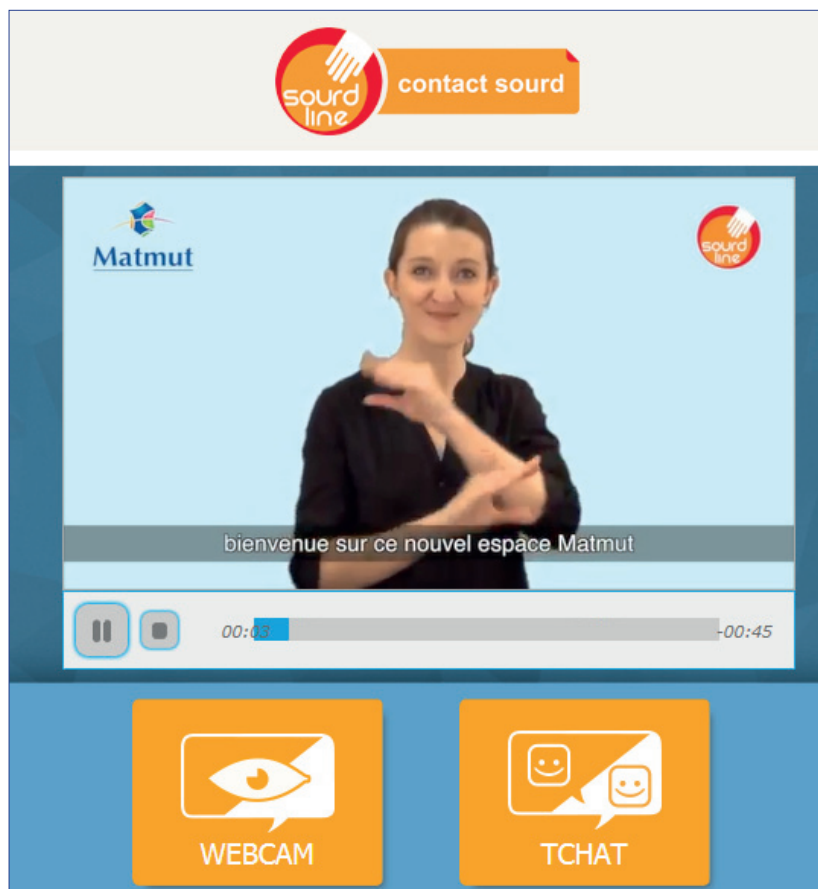 sourd
line
contact sourd
Matmut
sourd
line
bienvenue sur ce nouvel espace Matmut
00:03
-00:45
WEBCAM
TCHAT